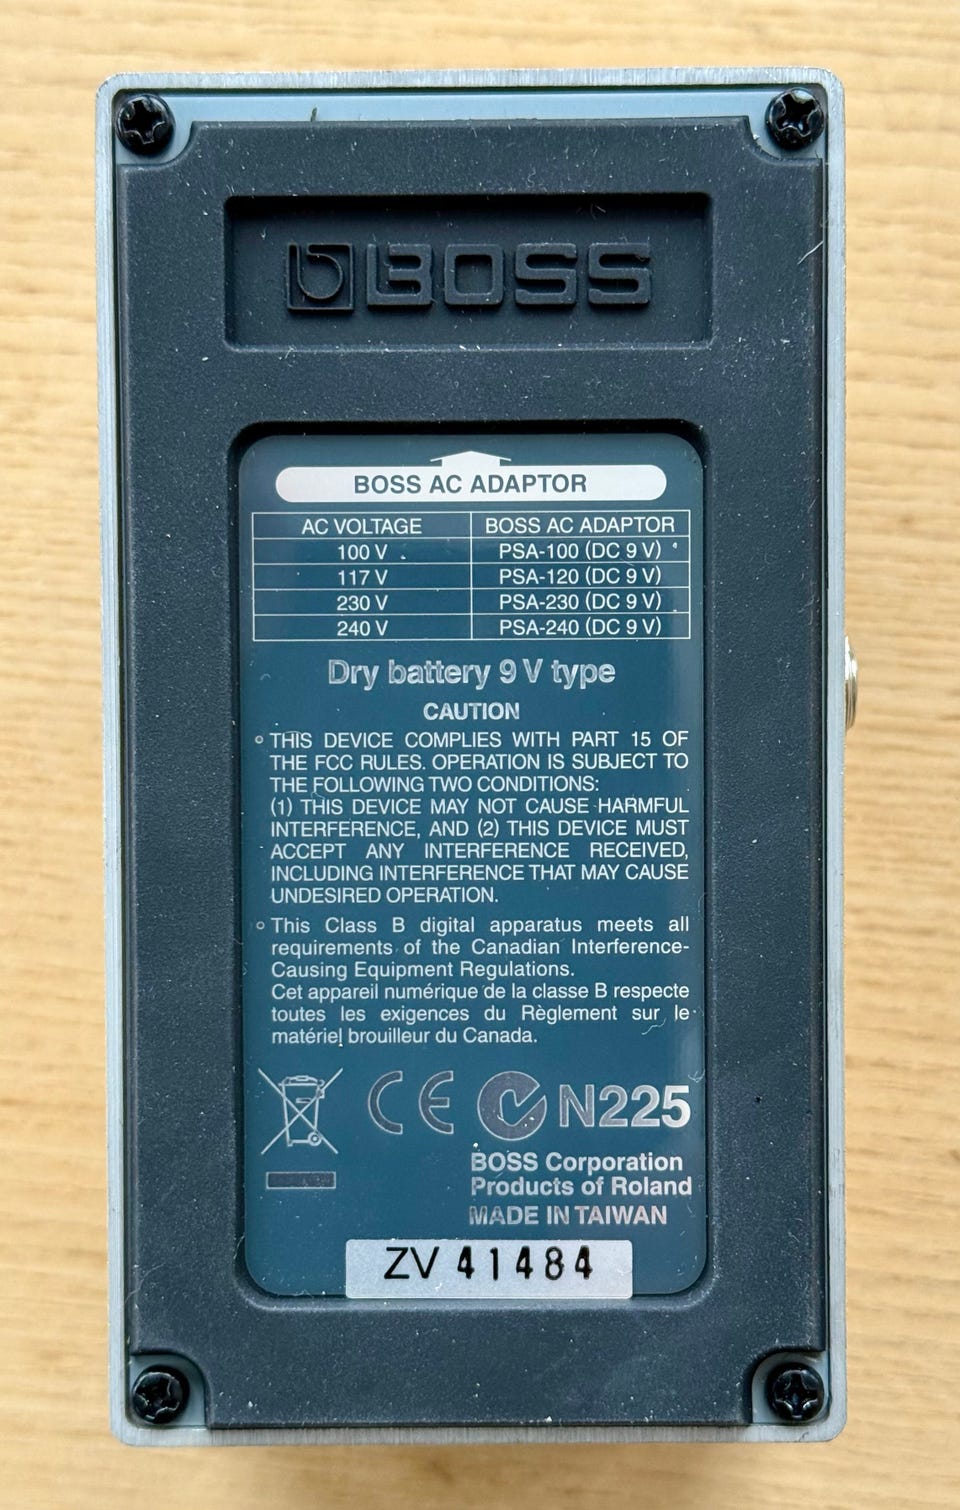 BOSS
BOSS AC ADAPTOR
AC VOLTAGE BOSS AC ADAPTOR
100 V PSA-100 (DC 9 V)
117 V PSA-120 (DC 9 V)
230 V PSA-230 (DC 9 V)
240 V PSA-240 (DC 9 V)
Dry battery 9 V type
CAUTION
THIS DEVICE COMPLIES WITH PART 15 OF
THE FCC RULES. OPERATION IS SUBJECT TO
THE FOLLOWING TWO CONDITIONS:
(1) THIS DEVICE MAY NOT CAUSE HARMFUL
INTERFERENCE, AND (2) THIS DEVICE MUST
ACCEPT ANY INTERFERENCE RECEIVED,
INCLUDING INTERFERENCE THAT MAY CAUSE
UNDESIRED OPERATION.
This Class B digital apparatus meets all
requirements of the Canadian Interference-
Causing Equipment Regulations.
Cet appareil numérique de la classe B respecte
toutes les exigences du Règlement sur le
matériel brouilleur du Canada.
CE N225
BOSS Corporation
Products of Roland
MADE IN TAIWAN
ZV 41484